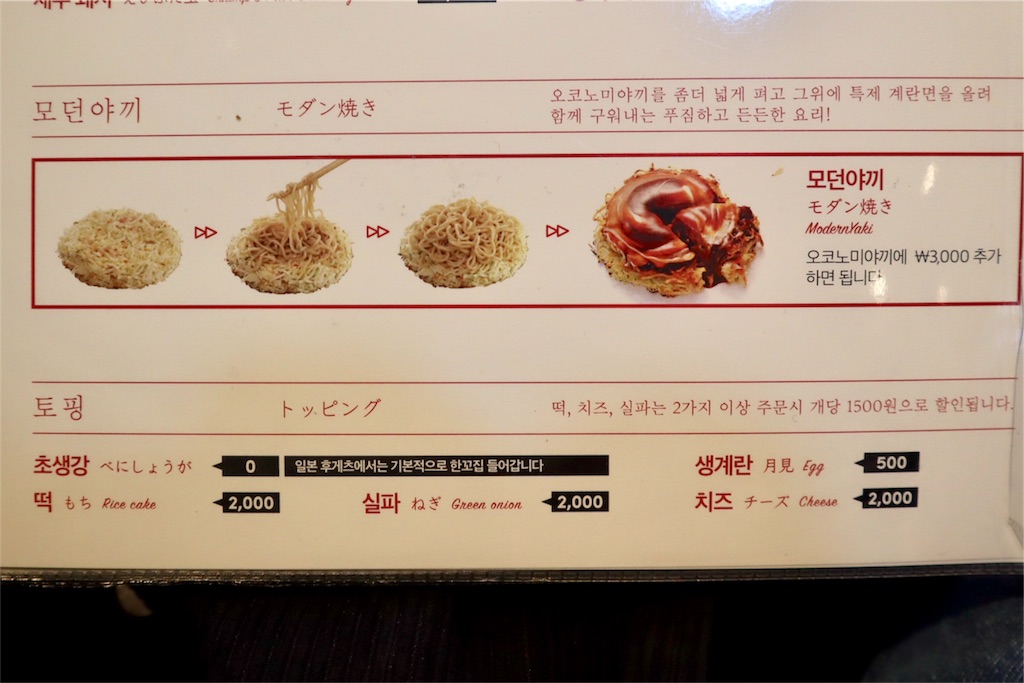 모던야끼 モダン焼き 오코노미야끼를 좀더 넓게 펴고 그위에 특제 계란면을 올려
함께 구워내는 푸짐하고 든든한 요리!
모던야끼
モダン焼き
ModernYaki
오코노미야끼에 ₩3,000 추가
하면 됩니다
토핑 トッピング 떡, 치즈, 실파는 2가지 이상 주문시 개당 1500원으로 할인됩니다.
초생강 べにしょうが 0 일본 후게츠에서는 기본적으로 한꼬집 들어갑니다 생계란 月見 Egg 500
떡 もち Rice cake 2,000 실파 ねぎ Green onion 2,000 치즈 チーズ Cheese 2,000